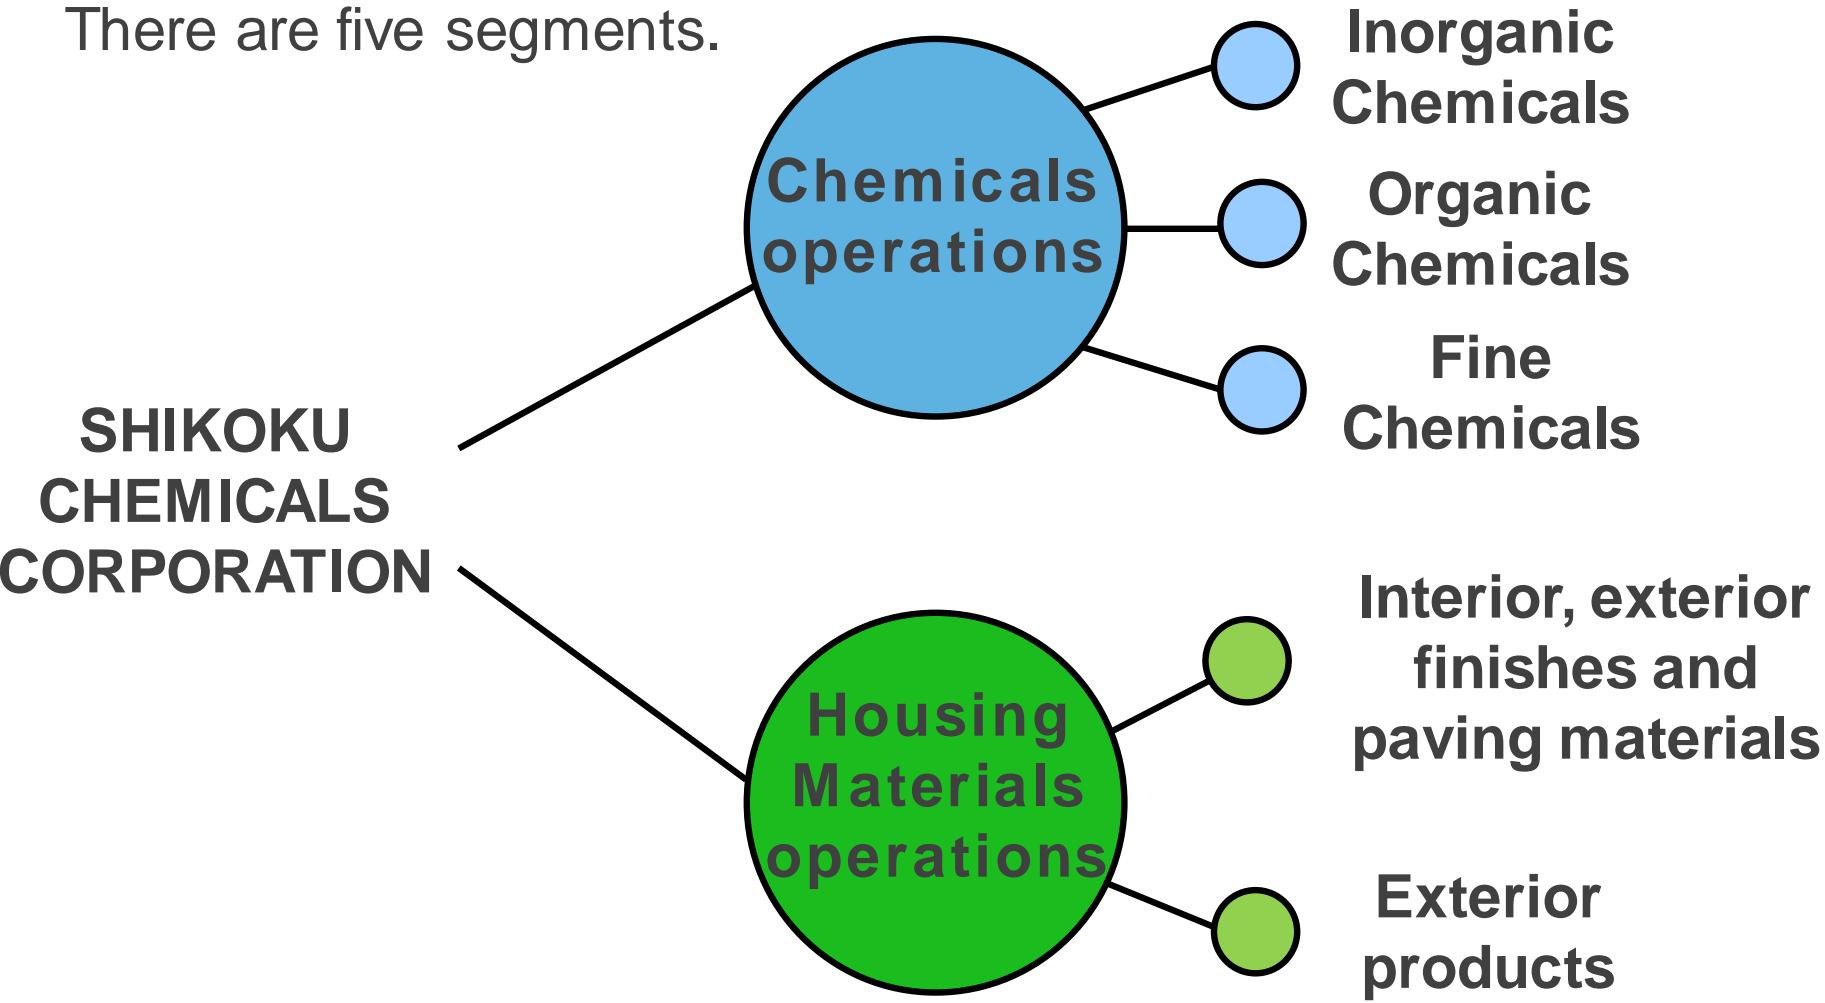 There are five segments.
SHIKOKU
CHEMICALS
CORPORATION
Chemicals
operations
Inorganic
Chemicals
Organic
Chemicals
Fine
Chemicals
Housing
Materials
operations
Interior, exterior
finishes and
paving materials
Exterior
products